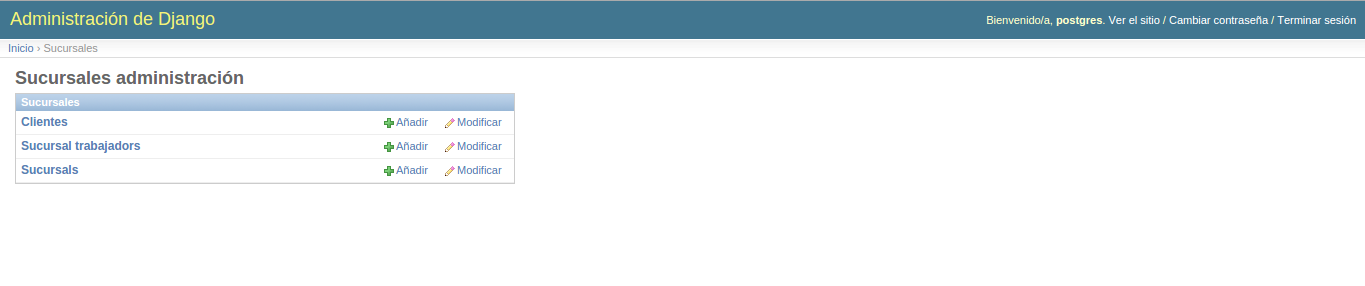 Administración de Django
Bienvenido/a, postgres. Ver el sitio / Cambiar contraseña / Terminar sesión
Inicio › Sucursales
Sucursales administración
Sucursales
Clientes Añadir Modificar
Sucursal trabajadors Añadir Modificar
Sucursals Añadir Modificar